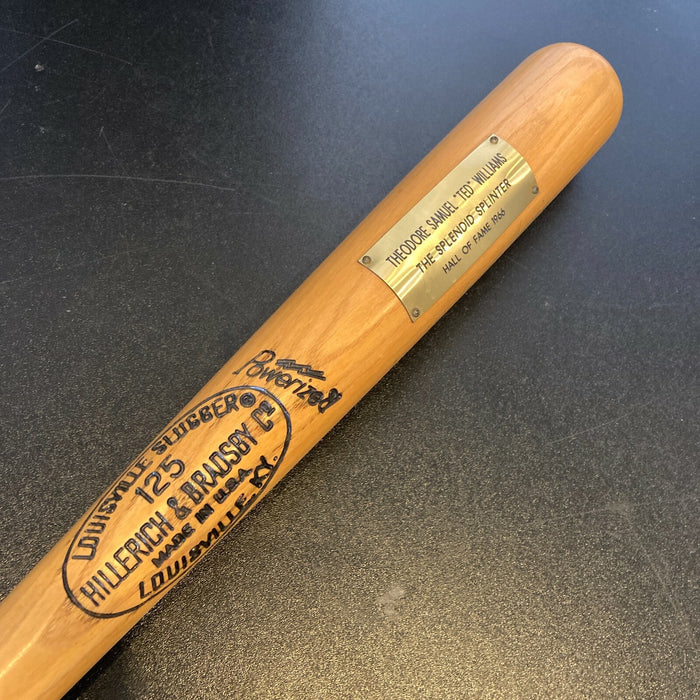 THEODORE SAMUEL "TED" WILLIAMS
THE SPLENDID SPLINTER
HALL OF FAME 1966
Powerized
LOUISVILLE SLUGGER®
125
HILLERICH & BRADSBY Cº
MADE IN U.S.A.
LOUISVILLE, KY.